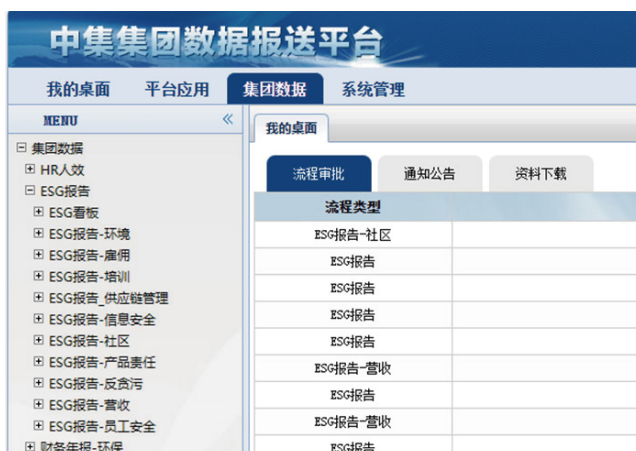 中集集团数据报送平台
我的桌面 平台应用 集团数据 系统管理
MENU
我的桌面
集团数据
HR人效
ESG报告
ESG看板
ESG报告-环境
ESG报告-雇佣
ESG报告-培训
ESG报告_供应链管理
ESG报告-信息安全
ESG报告-社区
ESG报告-产品责任
ESG报告-反贪污
ESG报告-营收
ESG报告-员工安全
财务年报-环保
流程审批 通知公告 资料下载
流程类型
ESG报告-社区
ESG报告
ESG报告
ESG报告
ESG报告
ESG报告-营收
ESG报告
ESG报告-营收
ESG报告